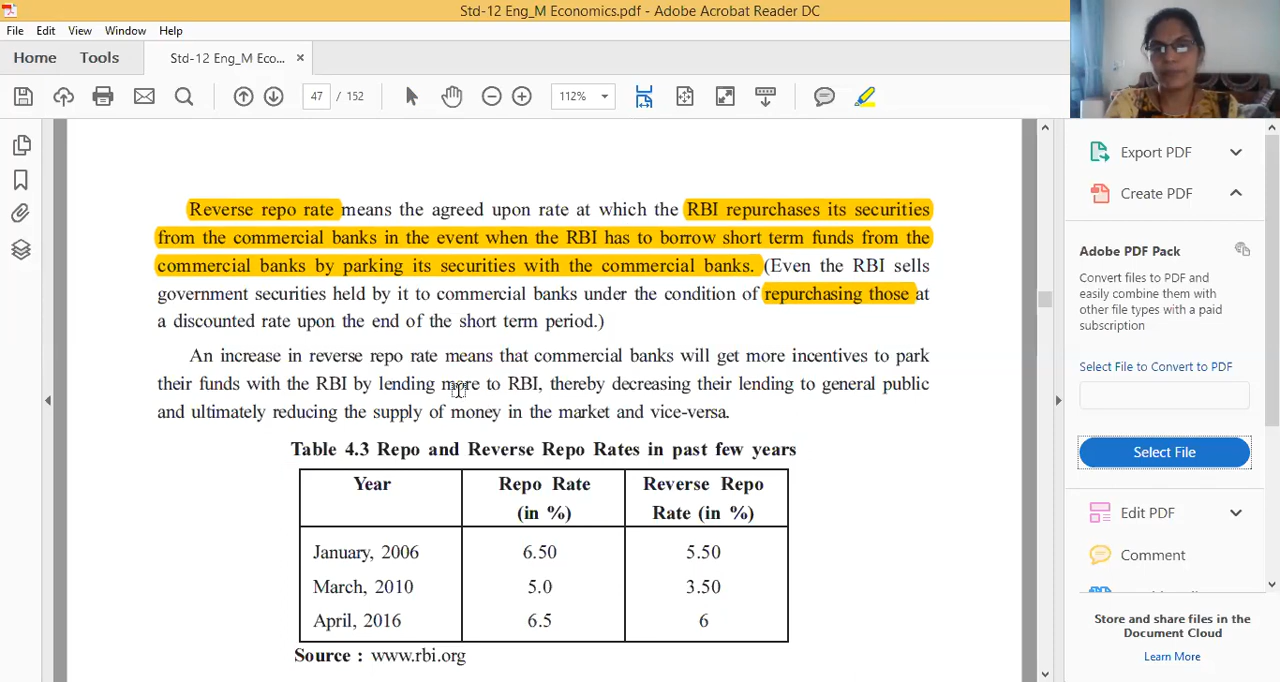 Std-12 Eng_M Economics.pdf - Adobe Acrobat Reader DC
File Edit View Window Help
Home Tools Std-12 Eng_M Eco... ×
47 / 152 112%
Reverse repo rate means the agreed upon rate at which the RBI repurchases its securities
from the commercial banks in the event when the RBI has to borrow short term funds from the
commercial banks by parking its securities with the commercial banks. (Even the RBI sells
government securities held by it to commercial banks under the condition of repurchasing those at
a discounted rate upon the end of the short term period.)
An increase in reverse repo rate means that commercial banks will get more incentives to park
their funds with the RBI by lending more to RBI, thereby decreasing their lending to general public
and ultimately reducing the supply of money in the market and vice-versa.
Table 4.3 Repo and Reverse Repo Rates in past few years
Year Repo Rate Reverse Repo
(in %) Rate (in %)
January, 2006 6.50 5.50
March, 2010 5.0 3.50
April, 2016 6.5 6
Source : www.rbi.org
Export PDF
Create PDF
Adobe PDF Pack
Convert files to PDF and
easily combine them with
other file types with a paid
subscription
Select File to Convert to PDF
Select File
Edit PDF
Comment
Store and share files in the
Document Cloud
Learn More